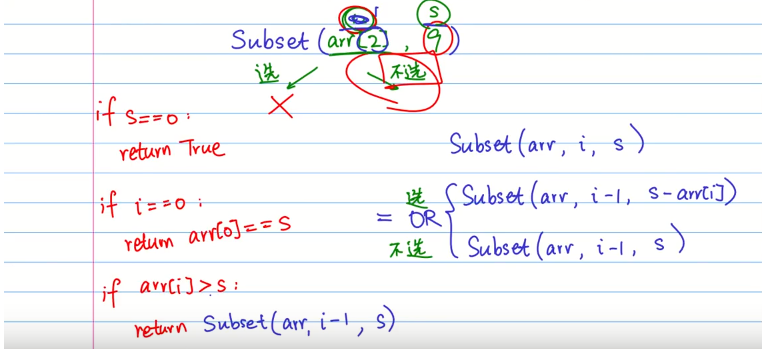 S
Subset (arr[2], 9)
选 不选
if s==0:
return True
Subset(arr, i, s)
if i==0:
return arr[0]==s
= OR
选 Subset(arr, i-1, s-arr[i])
不选 Subset(arr, i-1, s)
if arr[i]>s:
return Subset(arr, i-1, s)